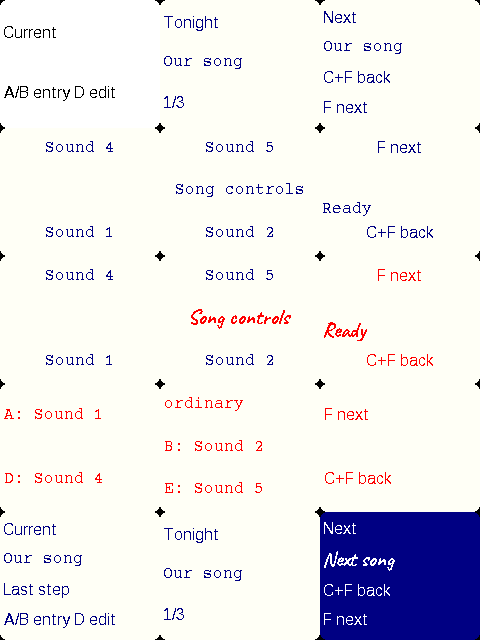 Current
A/B entry D edit
Tonight
Our song
1/3
Next
Our song
C+F back
F next
Sound 4
Sound 1
Sound 5
Song controls
Sound 2
F next
Ready
C+F back
Sound 4
Sound 1
Sound 5
Song controls
Sound 2
F next
Ready
C+F back
A: Sound 1
D: Sound 4
ordinary
B: Sound 2
E: Sound 5
F next
C+F back
Current
Our song
Last step
A/B entry D edit
Tonight
Our song
1/3
Next
Next song
C+F back
F next